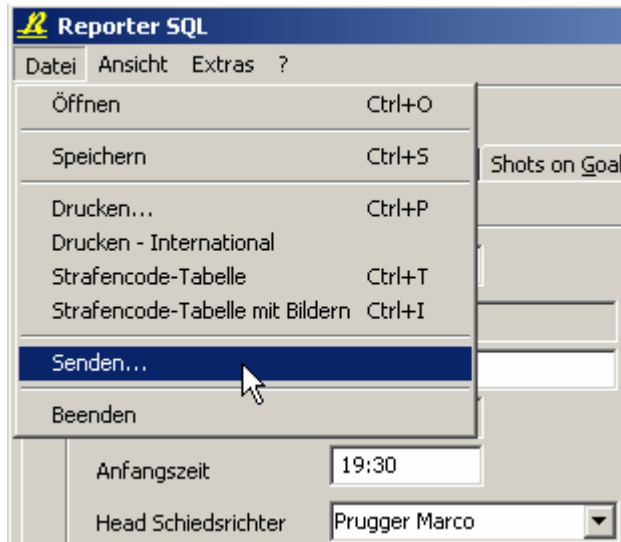 R Reporter SQL
Datei Ansicht Extras ?
Öffnen Ctrl+O
Speichern Ctrl+S
Shots on Goal
Drucken... Ctrl+P
Drucken - International
Strafencode-Tabelle Ctrl+T
Strafencode-Tabelle mit Bildern Ctrl+I
Senden...
Beenden
Anfangszeit 19:30
Head Schiedsrichter Prugger Marco